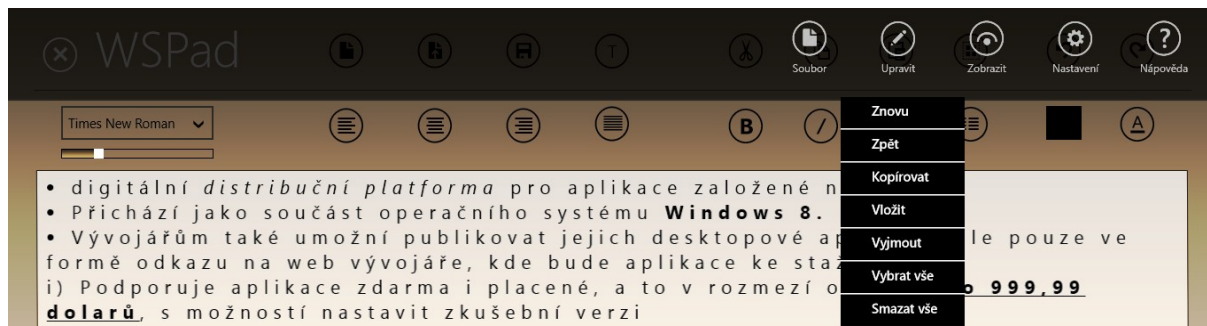 WSPad
Soubor Upravit Zobrazit Nastavení Nápověda
Times New Roman
B
Znovu
Zpět
Kopírovat
Vložit
Vyjmout
Vybrat vše
Smazat vše
• digitální distribuční platforma pro aplikace založené n
• Přichází jako součást operačního systému Windows 8.
• Vývojářům také umožní publikovat jejich desktopové ap le pouze ve
formě odkazu na web vývojáře, kde bude aplikace ke staž
i) Podporuje aplikace zdarma i placené, a to v rozmezí o o 999,99
dolarů, s možností nastavit zkušební verzi